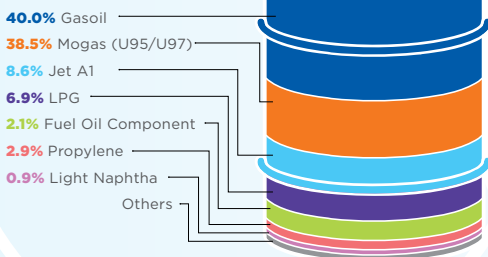 40.0% Gasoil
38.5% Mogas (U95/U97)
8.6% Jet A1
6.9% LPG
2.1% Fuel Oil Component
2.9% Propylene
0.9% Light Naphtha
Others